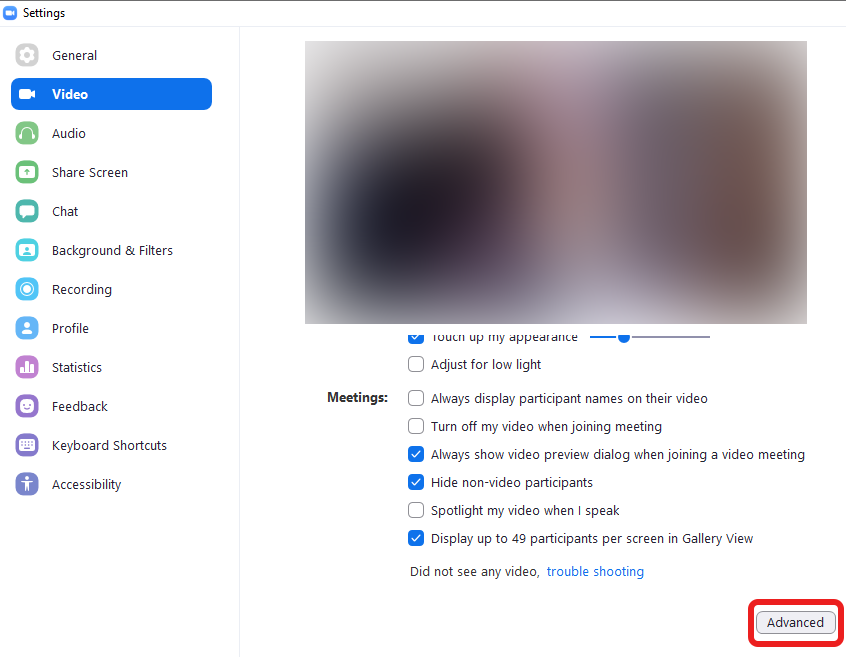 Settings
General
Video
Audio
Share Screen
Chat
Background & Filters
Recording
Profile
Statistics
Feedback
Keyboard Shortcuts
Accessibility
Touch up my appearance
Adjust for low light
Meetings:
Always display participant names on their video
Turn off my video when joining meeting
Always show video preview dialog when joining a video meeting
Hide non-video participants
Spotlight my video when I speak
Display up to 49 participants per screen in Gallery View
Did not see any video, trouble shooting
Advanced